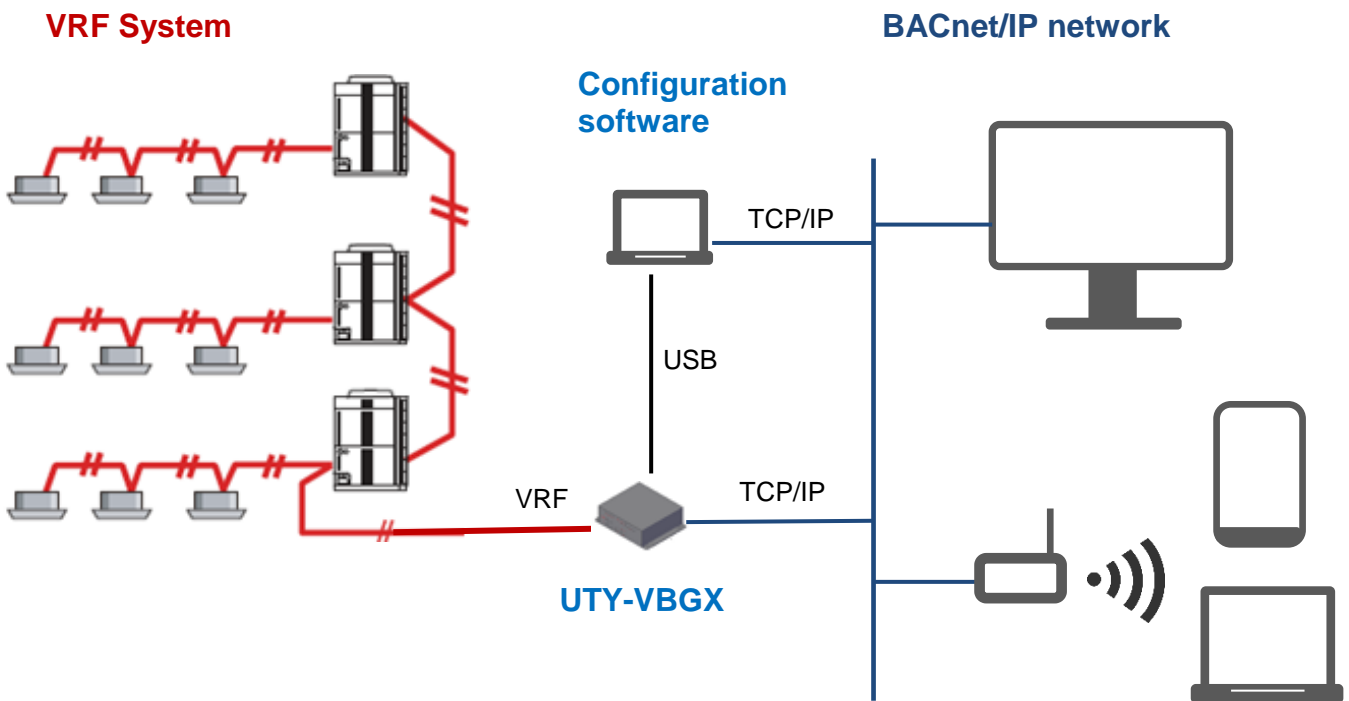 VRF System
BACnet/IP network
Configuration
software
TCP/IP
USB
VRF
TCP/IP
UTY-VBGX